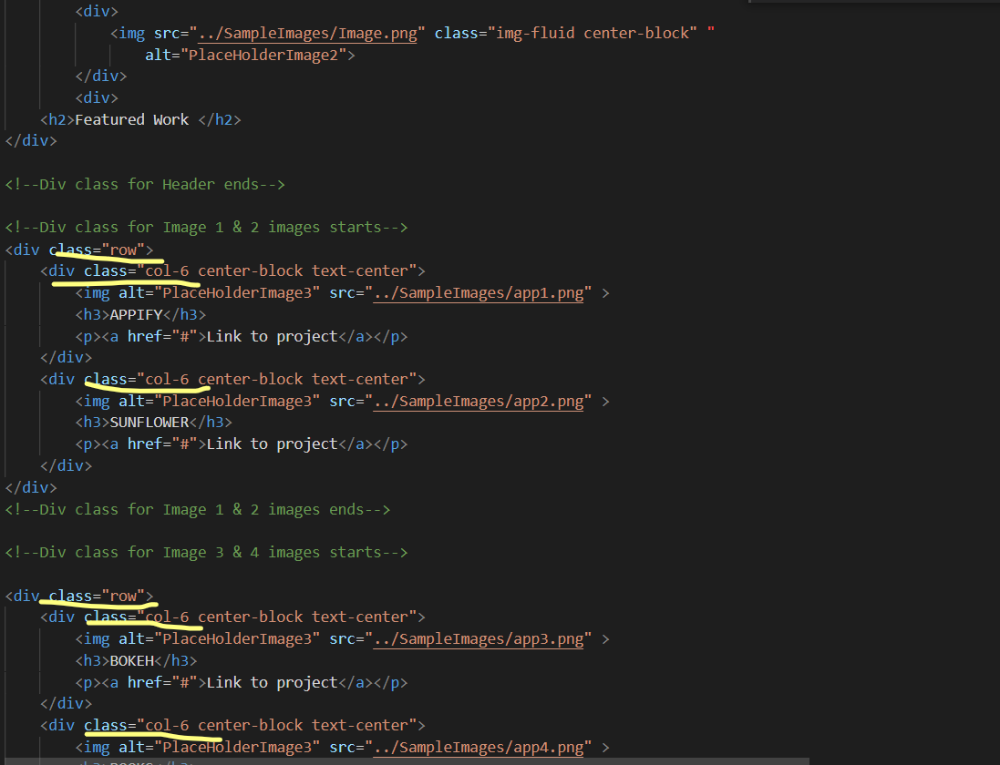 <div>
<img src="../SampleImages/Image.png" class="img-fluid center-block" "
alt="PlaceHolderImage2">
</div>
<div>
<h2>Featured Work </h2>
</div>
<!--Div class for Header ends-->
<!--Div class for Image 1 & 2 images starts-->
<div class="row">
<div class="col-6 center-block text-center">
<img alt="PlaceHolderImage3" src="../SampleImages/app1.png" >
<h3>APPIFY</h3>
<p><a href="#">Link to project</a></p>
</div>
<div class="col-6 center-block text-center">
<img alt="PlaceHolderImage3" src="../SampleImages/app2.png" >
<h3>SUNFLOWER</h3>
<p><a href="#">Link to project</a></p>
</div>
</div>
<!--Div class for Image 1 & 2 images ends-->
<!--Div class for Image 3 & 4 images starts-->
<div class="row">
<div class="col-6 center-block text-center">
<img alt="PlaceHolderImage3" src="../SampleImages/app3.png" >
<h3>BOKEH</h3>
<p><a href="#">Link to project</a></p>
</div>
<div class="col-6 center-block text-center">
<img alt="PlaceHolderImage3" src="../SampleImages/app4.png" >